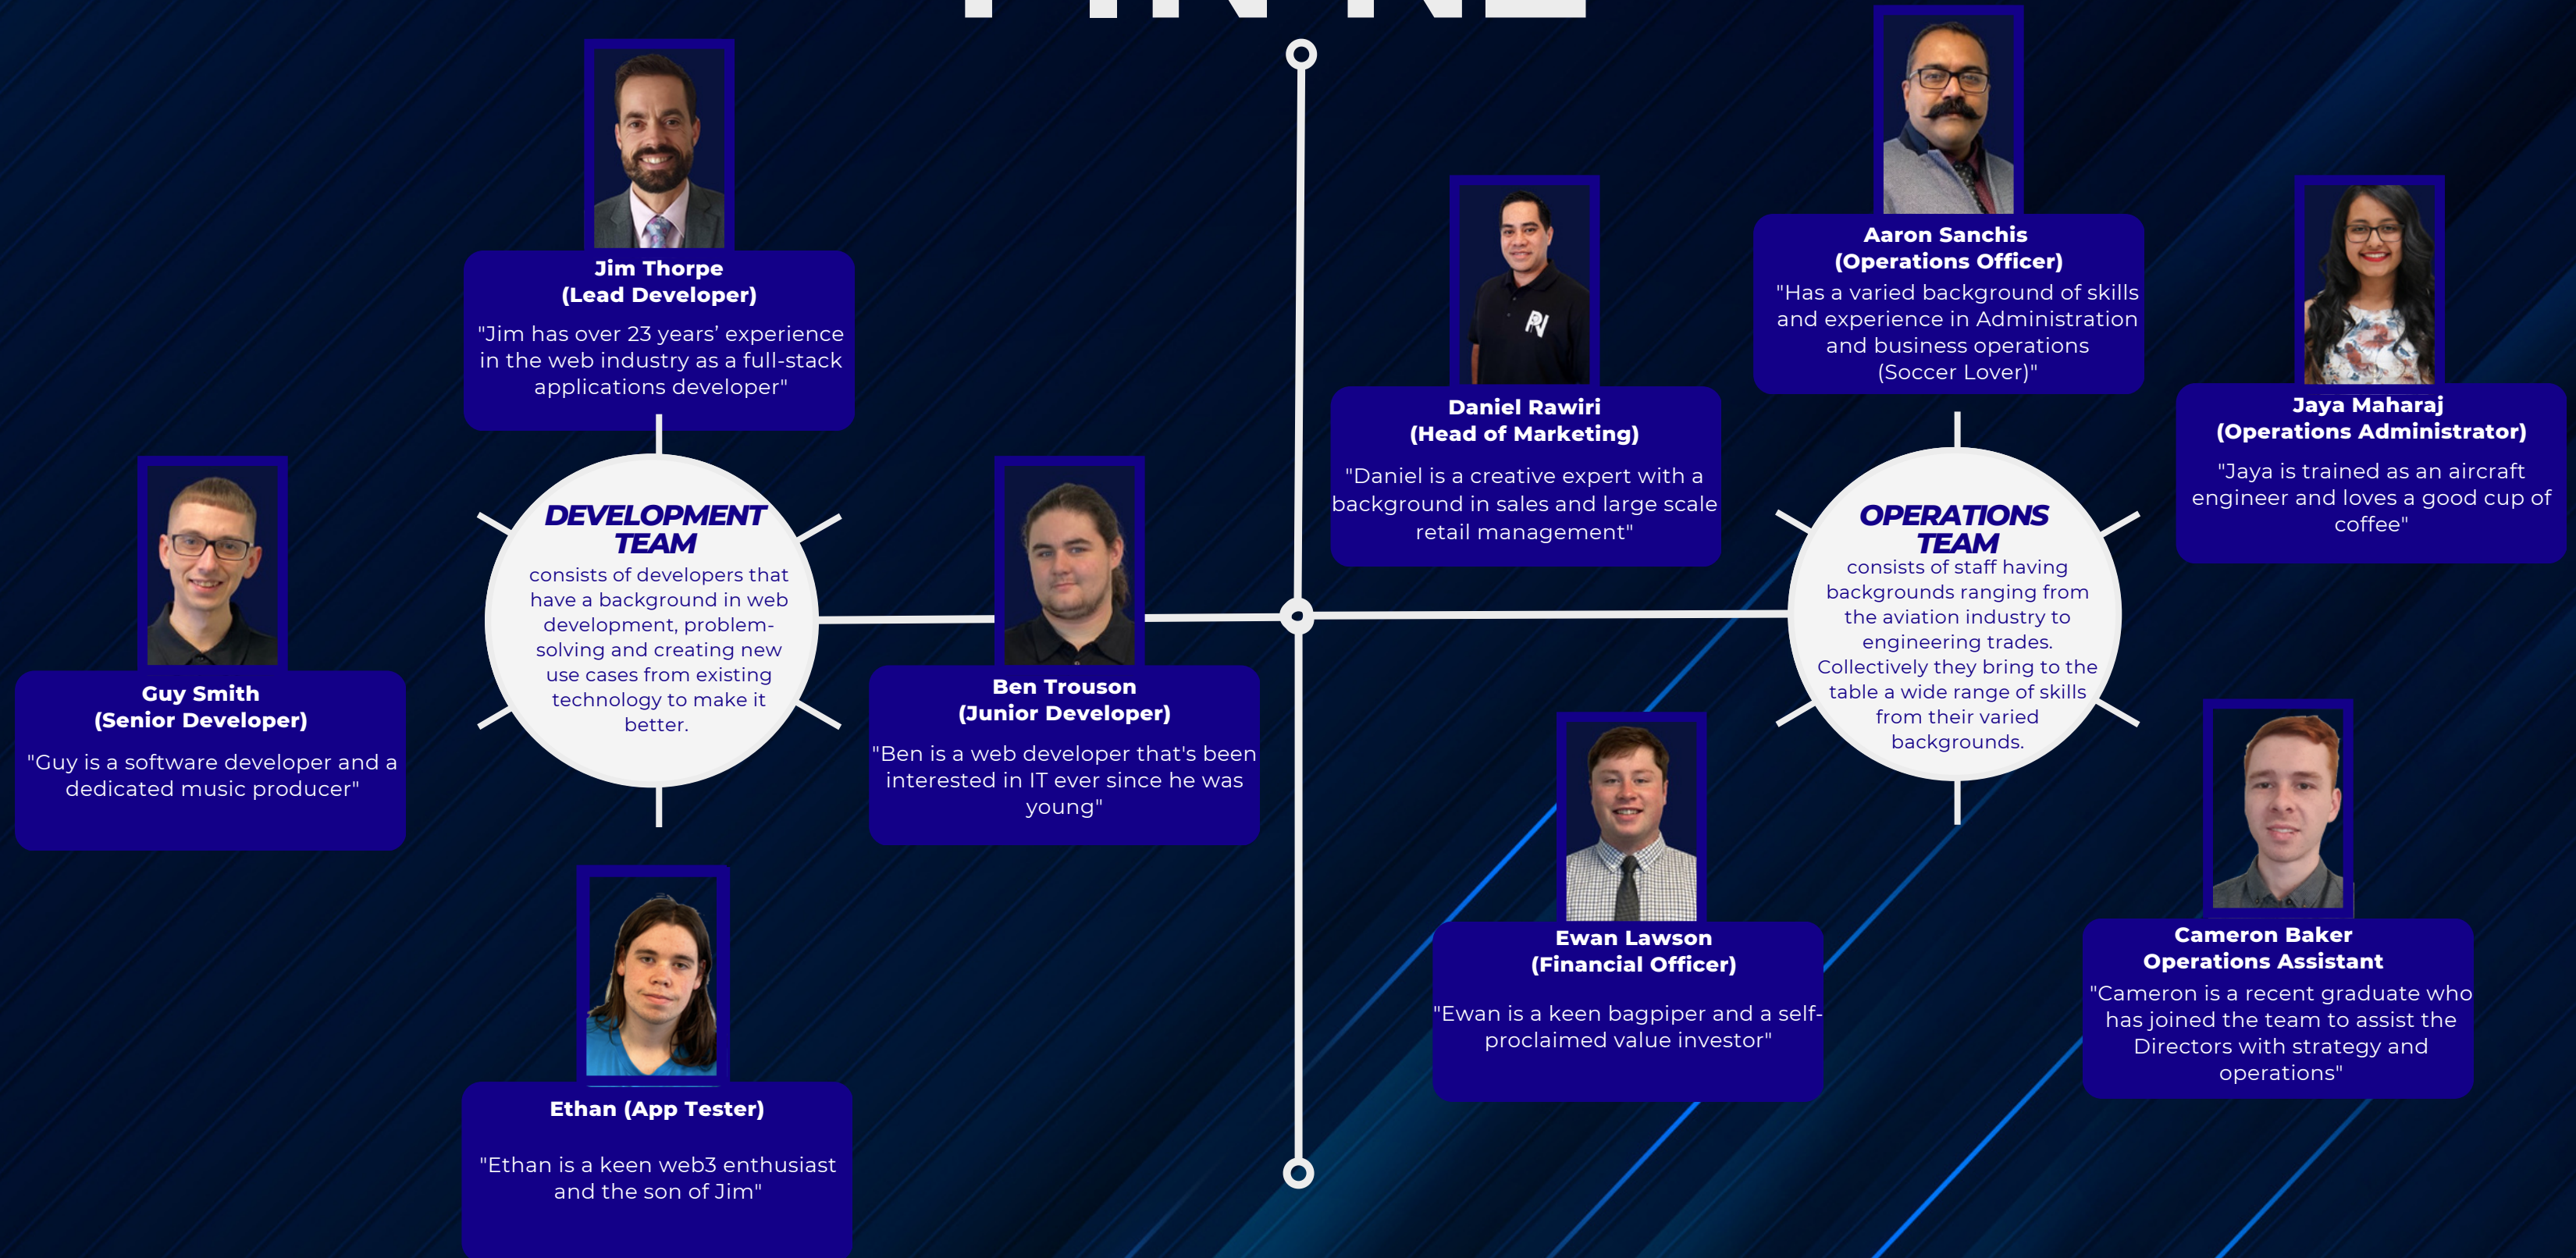 Jim Thorpe
(Lead Developer)
"Jim has over 23 years’ experience
in the web industry as a full-stack
applications developer"
Guy Smith
(Senior Developer)
"Guy is a software developer and a
dedicated music producer"
DEVELOPMENT
TEAM
consists of developers that
have a background in web
development, problem-
solving and creating new
use cases from existing
technology to make it
better.
Ben Trouson
(Junior Developer)
"Ben is a web developer that's been
interested in IT ever since he was
young"
Ethan (App Tester)
"Ethan is a keen web3 enthusiast
and the son of Jim"
Daniel Rawiri
(Head of Marketing)
"Daniel is a creative expert with a
background in sales and large scale
retail management"
Aaron Sanchis
(Operations Officer)
"Has a varied background of skills
and experience in Administration
and business operations
(Soccer Lover)"
Jaya Maharaj
(Operations Administrator)
"Jaya is trained as an aircraft
engineer and loves a good cup of
coffee"
OPERATIONS
TEAM
consists of staff having
backgrounds ranging from
the aviation industry to
engineering trades.
Collectively they bring to the
table a wide range of skills
from their varied
backgrounds.
Ewan Lawson
(Financial Officer)
"Ewan is a keen bagpiper and a self-
proclaimed value investor"
Cameron Baker
Operations Assistant
"Cameron is a recent graduate who
has joined the team to assist the
Directors with strategy and
operations"